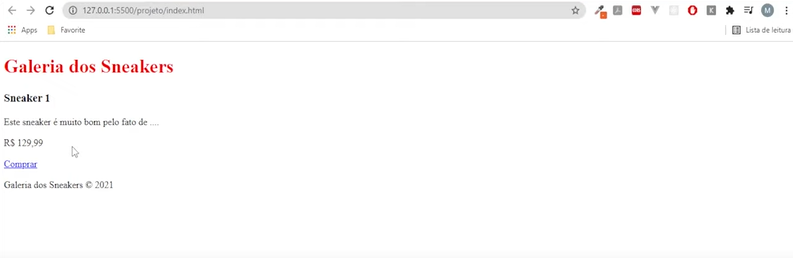 127.0.0.1:5500/projeto/index.html
M
Apps
Favorite
Lista de leitura
Galeria dos Sneakers
Sneaker 1
Este sneaker é muito bom pelo fato de ....
R$ 129,99
Comprar
Galeria dos Sneakers © 2021